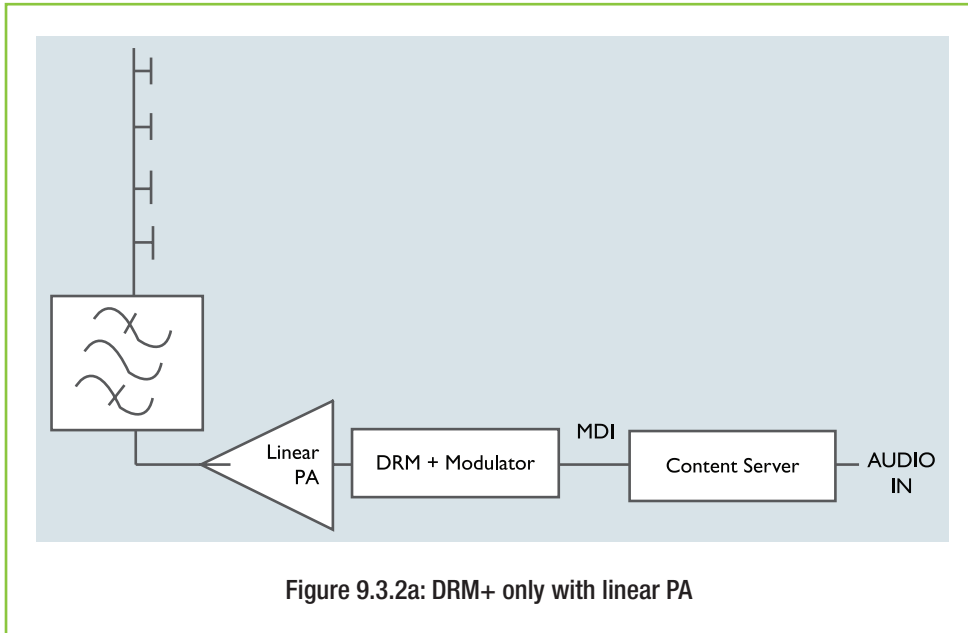 MDI
Linear
PA
DRM + Modulator
Content Server
AUDIO
IN
Figure 9.3.2a: DRM+ only with linear PA